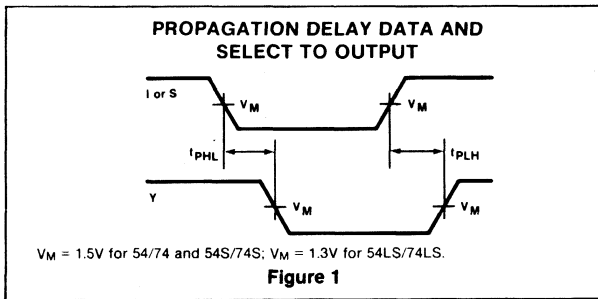 PROPAGATION DELAY DATA AND
SELECT TO OUTPUT
I or S
VM
VM
tPHL
tPLH
Y
VM
VM
VM = 1.5V for 54/74 and 54S/74S; VM = 1.3V for 54LS/74LS.
Figure 1